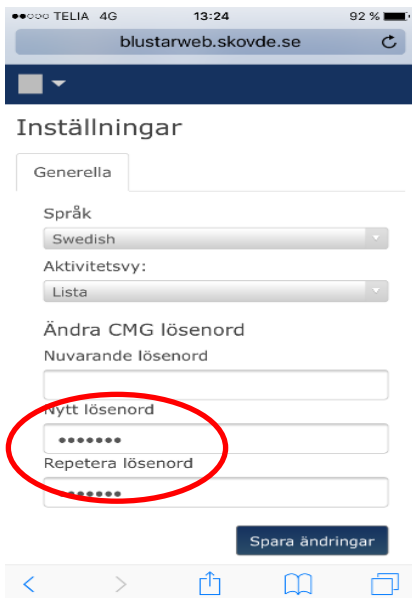 ●●○○○ TELIA 4G 13:24 92 %
blustarweb.skovde.se
Inställningar
Generella
Språk
Swedish
Aktivitetsvy:
Lista
Ändra CMG lösenord
Nuvarande lösenord
Nytt lösenord
•••••••
Repetera lösenord
•••••••
Spara ändringar